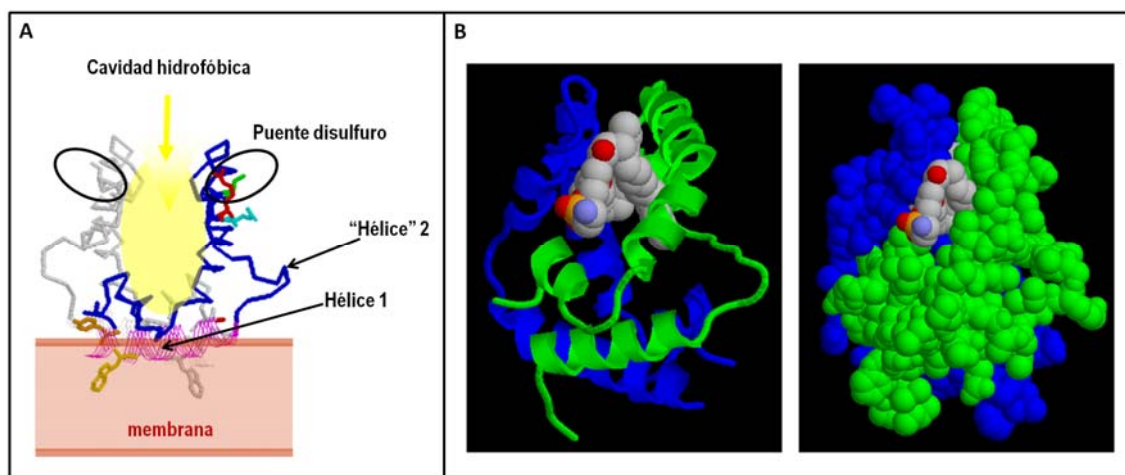 A
B
Cavidad hidrofóbica
Puente disulfuro
“Hélice” 2
Hélice 1
membrana